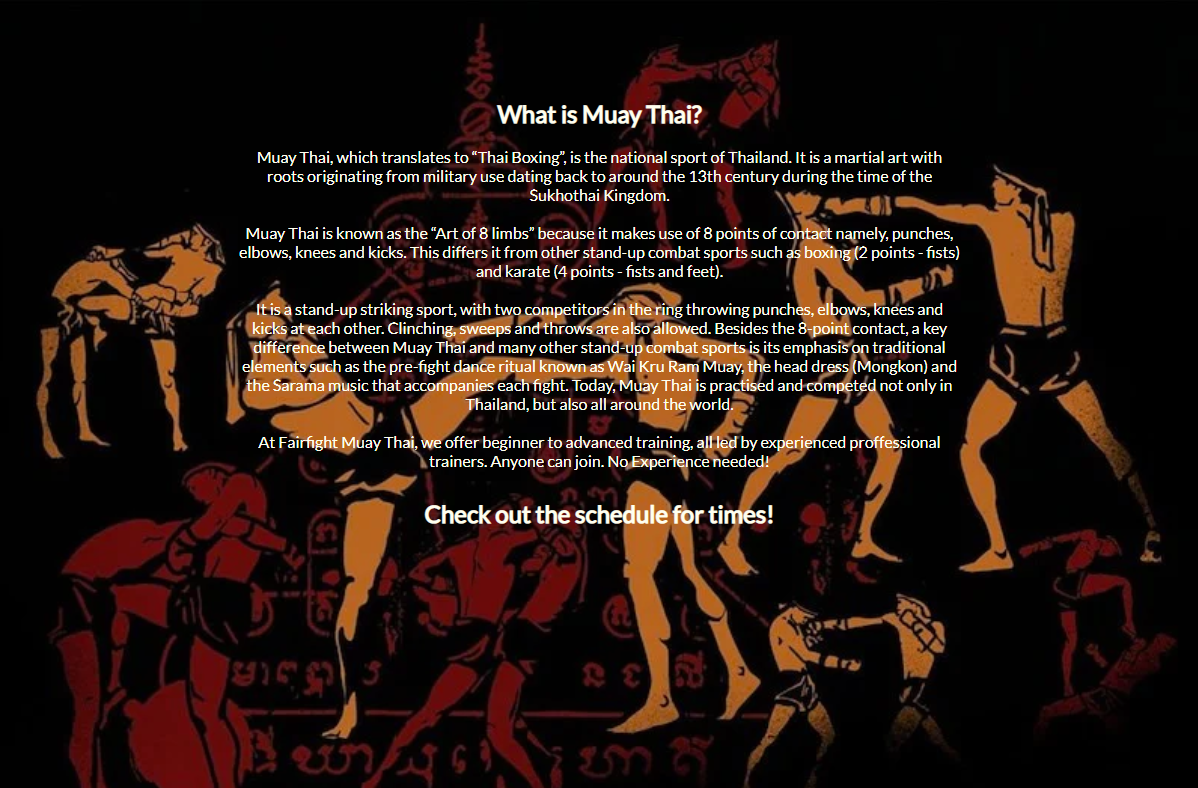 What is Muay Thai?
Muay Thai, which translates to “Thai Boxing”, is the national sport of Thailand. It is a martial art with
roots originating from military use dating back to around the 13th century during the time of the
Sukhothai Kingdom.
Muay Thai is known as the “Art of 8 limbs” because it makes use of 8 points of contact namely, punches,
elbows, knees and kicks. This differs it from other stand-up combat sports such as boxing (2 points - fists)
and karate (4 points - fists and feet).
It is a stand-up striking sport, with two competitors in the ring throwing punches, elbows, knees and
kicks at each other. Clinching, sweeps and throws are also allowed. Besides the 8-point contact, a key
difference between Muay Thai and many other stand-up combat sports is its emphasis on traditional
elements such as the pre-fight dance ritual known as Wai Kru Ram Muay, the head dress (Mongkon) and
the Sarama music that accompanies each fight. Today, Muay Thai is practised and competed not only in
Thailand, but also all around the world.
At Fairfight Muay Thai, we offer beginner to advanced training, all led by experienced proffessional
trainers. Anyone can join. No Experience needed!
Check out the schedule for times!